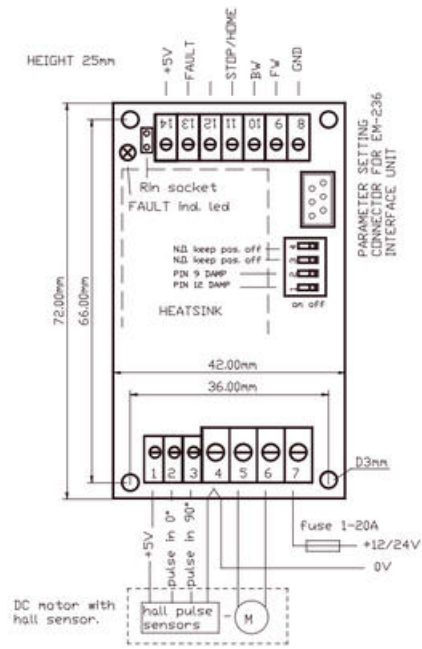 HEIGHT 25mm
+5V
FAULT
STOP/HOME
BW
FW
GND
14
13
12
11
10
9
8
Rin socket
FAULT ind. led
PARAMETER SETTING
CONNECTOR FOR EM-236
INTERFACE UNIT
N.B. keep pos. off
N.B. keep pos. off
PIN 9 DAMP
PIN 12 DAMP
4
3
2
1
on off
HEATSINK
72.00mm
66.00mm
42.00mm
36.00mm
1
2
3
4
5
6
7
D3mm
+5V
pulse in 0°
pulse in 90°
Fuse 1-20A
+12/24V
0V
DC motor with
hall sensor.
hall pulse
sensors
M